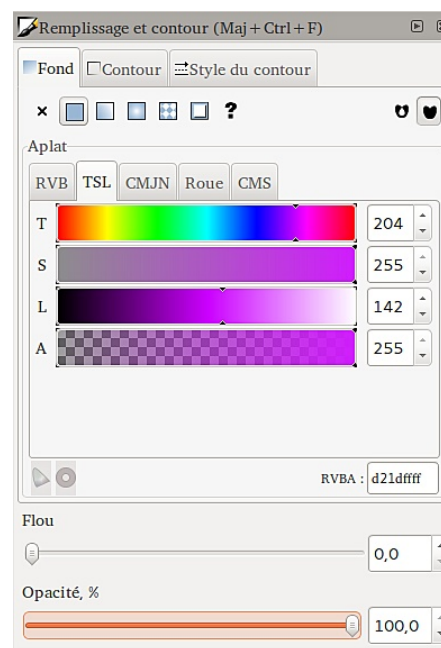 Remplissage et contour (Maj+Ctrl+F)
Fond Contour Style du contour
?
Aplat
RVB TSL CMJN Roue CMS
T 204
S 255
L 142
A 255
RVBA : d21dffff
Flou
0,0
Opacité, %
100,0